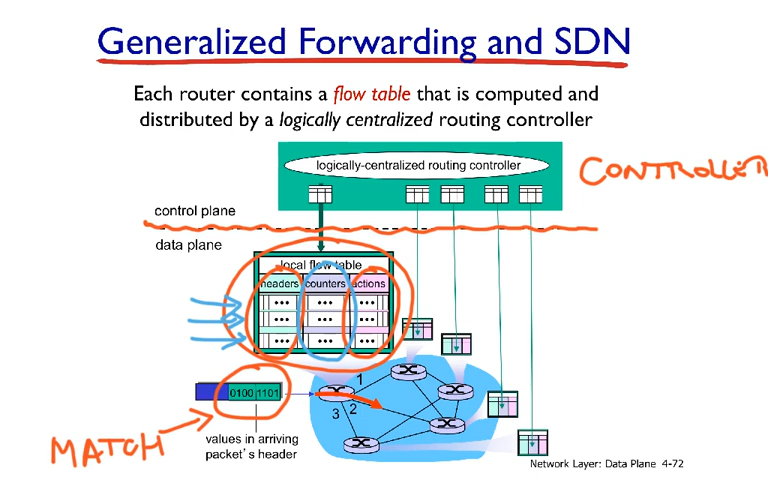 Generalized Forwarding and SDN
Each router contains a flow table that is computed and
distributed by a logically centralized routing controller
logically-centralized routing controller
CONTROLLER
control plane
data plane
local flow table
headers counters actions
0100 1101
1
2
3
MATCH
values in arriving
packet's header
Network Layer: Data Plane 4-72